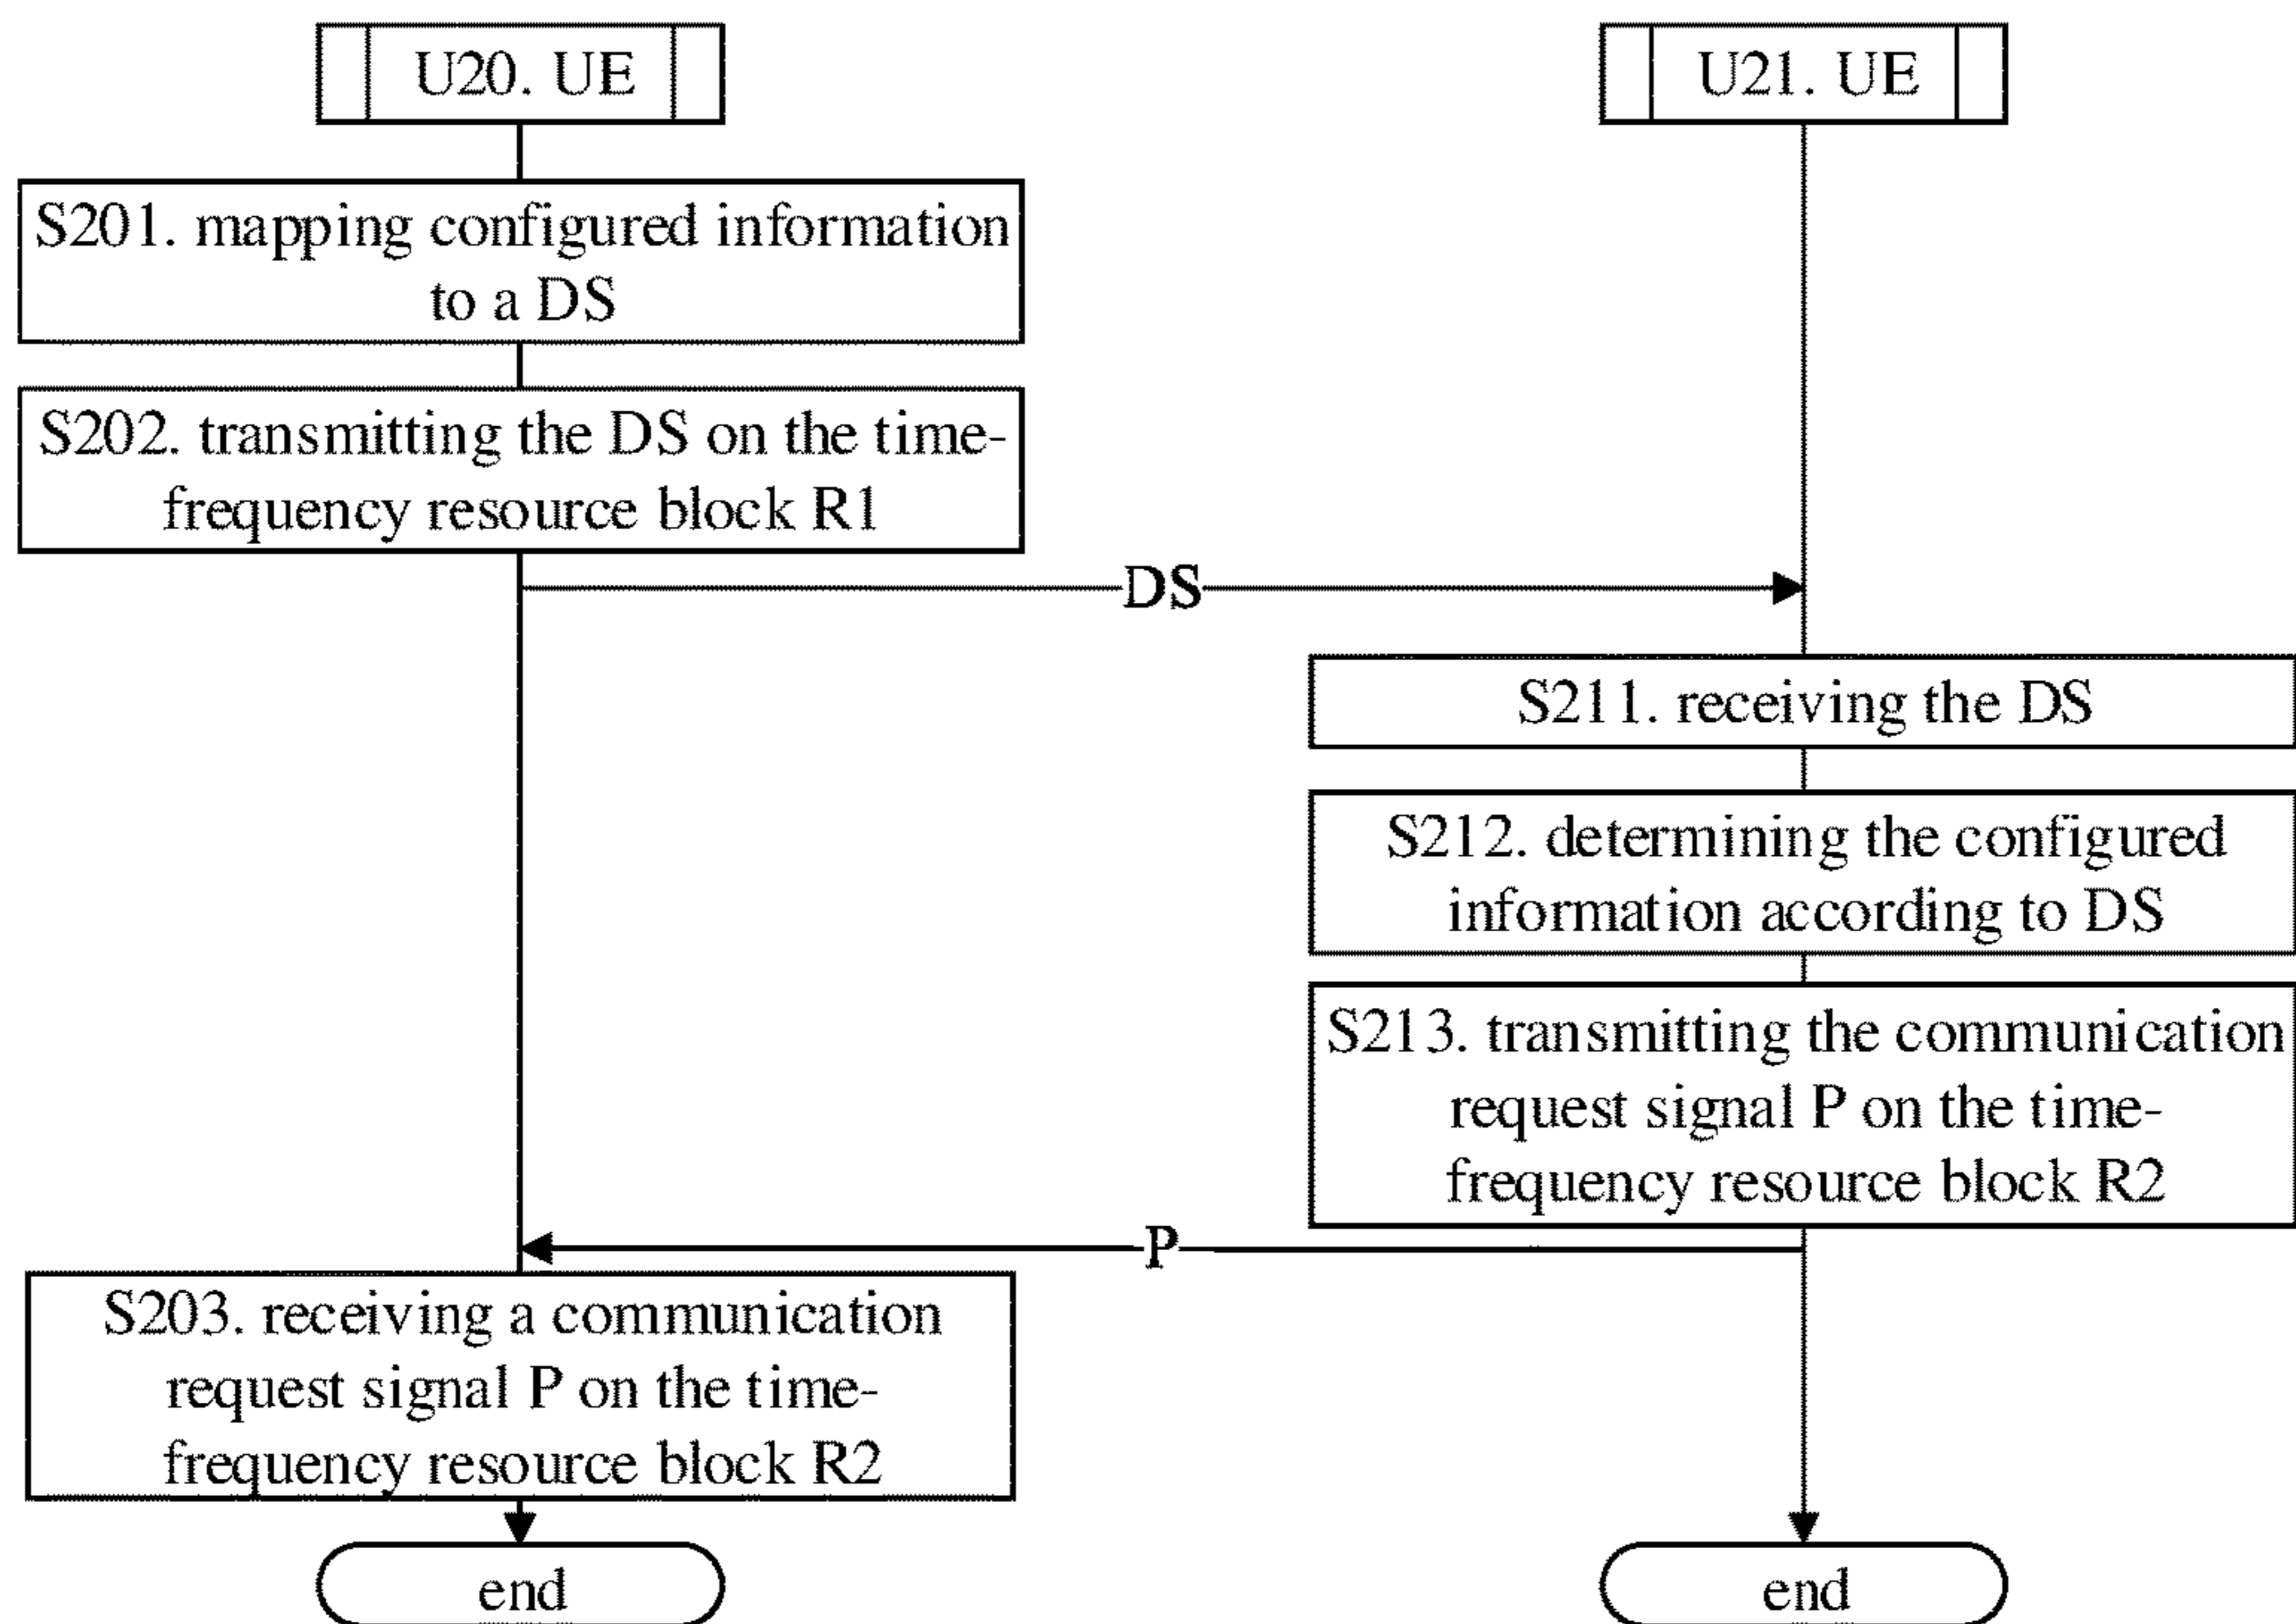 U20. UE
U21. UE
S201. mapping configured information
to a DS
S202. transmitting the DS on the time-
frequency resource block R1
DS
S211. receiving the DS
S212. determining the configured
information according to DS
S213. transmitting the communication
request signal P on the time-
frequency resource block R2
P
S203. receiving a communication
request signal P on the time-
frequency resource block R2
end
end